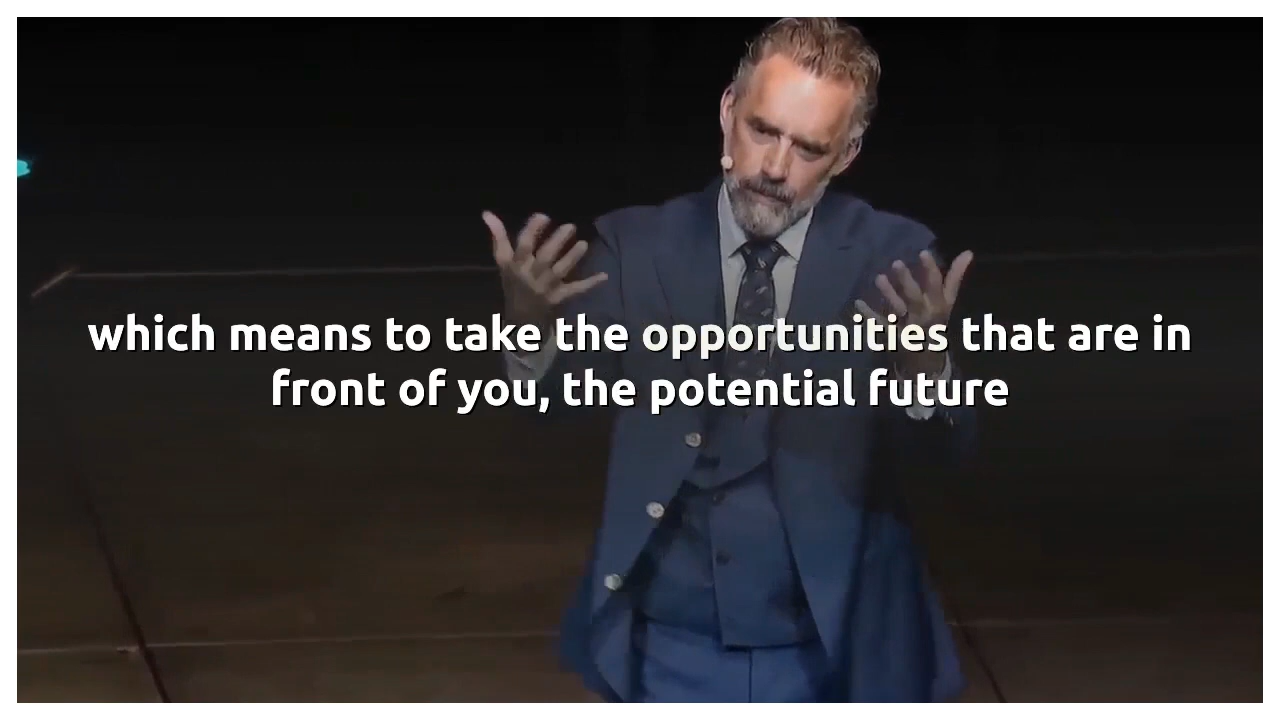 which means to take the opportunities that are in
front of you, the potential future